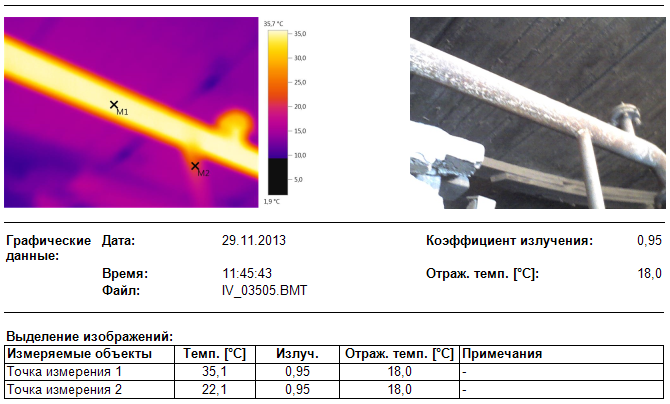 35,7 °C
35,0
30,0
25,0
20,0
15,0
10,0
5,0
1,9 °C
M1
M2
Графические данные: Дата: 29.11.2013 Коэффициент излучения: 0,95
Время: 11:45:43 Отраж. темп. [°C]: 18,0
Файл: IV_03505.BMT
Выделение изображений:
Измеряемые объекты Темп. [°C] Излуч. Отраж. темп. [°C] Примечания
Точка измерения 1 35,1 0,95 18,0 -
Точка измерения 2 22,1 0,95 18,0 -